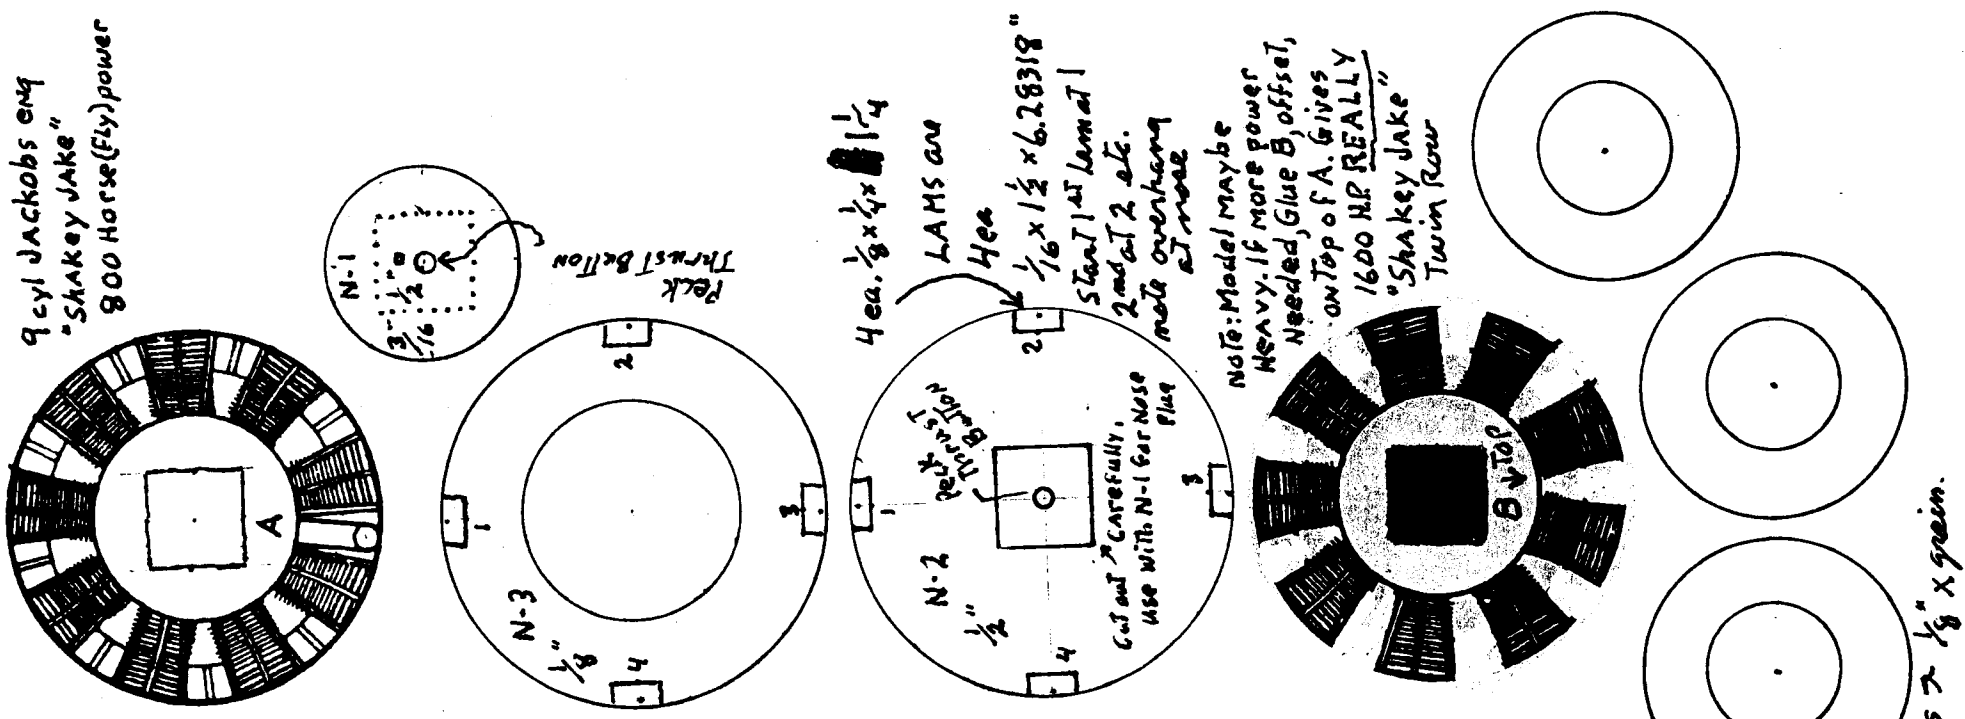 9 cyl JACKobs eng
"SHAKEY JAKE"
800 Horse(Fly)power
A
N-1
3/16
1/2
Peck
Thrust Button
N-3
1/8"
1
2
3
4
4 ea. 1/8 x 1/4 x 1 1/4
LAMS are
4ea
1/16 x 1 1/2 x 6.28318"
Start 1st Lam at 1
2nd at 2 etc.
note overhang
at nose
N-2
1/2"
1
2
3
4
Peck
Thrust
Button
Cut out Carefully.
Use with N-1 for Nose
Plug
Note: Model maybe
Heavy. If more power
Needed, Glue B, offset,
on Top of A. Gives
1600 H.P. REALLY
"Shakey JAKE"
Twin Row
B TOP
1/8" x grain.